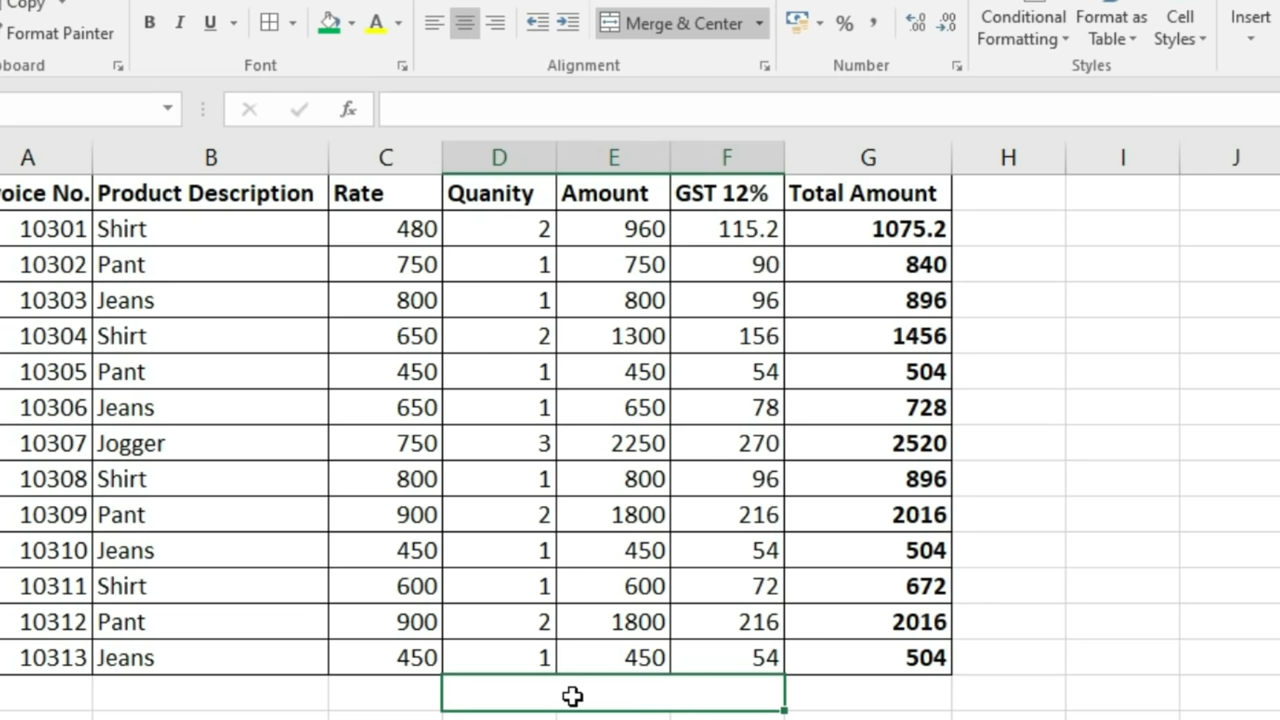 Copy
B I U A Merge & Center % , .00 .00 Conditional Format as Cell Insert
Format Painter Formatting Table Styles
board Font Alignment Number Styles
fx
A B C D E F G H I J
oice No. Product Description Rate Quanity Amount GST 12% Total Amount
10301 Shirt 480 2 960 115.2 1075.2
10302 Pant 750 1 750 90 840
10303 Jeans 800 1 800 96 896
10304 Shirt 650 2 1300 156 1456
10305 Pant 450 1 450 54 504
10306 Jeans 650 1 650 78 728
10307 Jogger 750 3 2250 270 2520
10308 Shirt 800 1 800 96 896
10309 Pant 900 2 1800 216 2016
10310 Jeans 450 1 450 54 504
10311 Shirt 600 1 600 72 672
10312 Pant 900 2 1800 216 2016
10313 Jeans 450 1 450 54 504